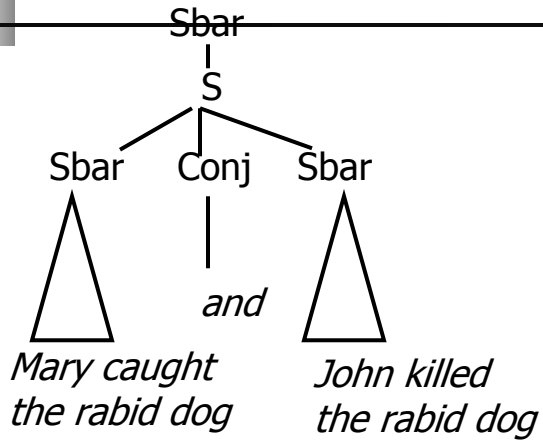 Sbar
S
Sbar Conj Sbar
and
Mary caught
the rabid dog
John killed
the rabid dog